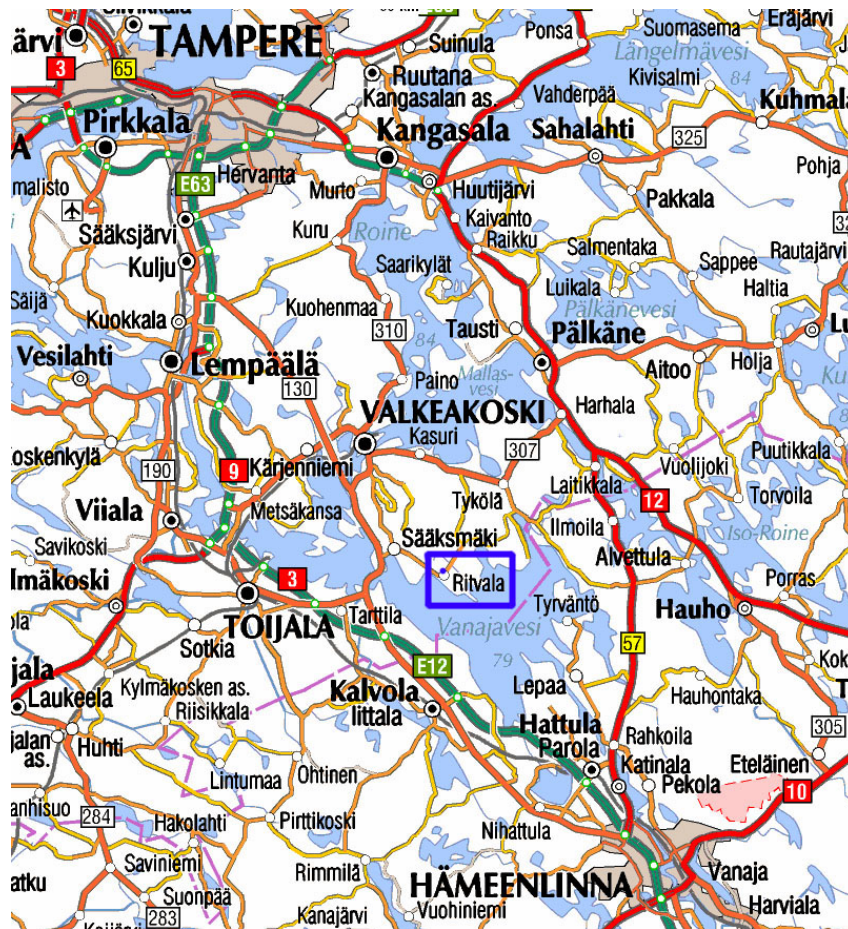 Siivikkala
Ponsa
Suomasema
Eräjärvi
ärvi
TAMPERE
Suinula
Längelmävesi
3
65
Ruutana
Kivisalmi
84
Kangasalan as.
Vahderpää
Kuhmala
Pirkkala
Kangasala
Sahalahti
325
A
E63
Hervanta
Pohja
malisto
Murto
Huutijärvi
Pakkala
Kaivanto
Sääksjärvi
Kuru
Roine
Raikku
Salmentaka
Rautajärvi
Kulju
Saarikylät
Sappee
Säijä
Kuohenmaa
Luikala
Haltia
Kuokkala
310
Pälkänevesi
84
Tausti
Pälkäne
Vesilahti
Lempäälä
Aitoo
Holja
130
Paino
Mallas-
vesi
VALKEAKOSKI
Harhala
oskenkylä
Kasuri
307
Puutikkala
190
9
Kärjenniemi
Laitikkala
Vuolijoki
Viiala
Metsäkansa
Tykölä
12
Torvoila
Ilmoila
Iso-Roine
Savikoski
Sääksmäki
Alvettula
lmäkoski
3
Ritvala
Porras
TOIJALA
Tarttila
Tyrväntö
Hauho
Sotkia
Vanajavesi
57
jala
E12
79
Kylmäkosken as.
Lepaa
Hauhontaka
Laukeela
Riisikkala
Kalvola
Iittala
Hattula
305
jalan
as.
Huhti
Parola
Rahkoila
Lintumaa
Ohtinen
Katinala
Eteläinen
Pekola
10
anhisuo
284
Hakolahti
Pirttikoski
Nihattula
Saviniemi
Rimmilä
Vanaja
atku
Suonpää
HÄMEENLINNA
283
Kanajärvi
Vuohiniemi
Harviala